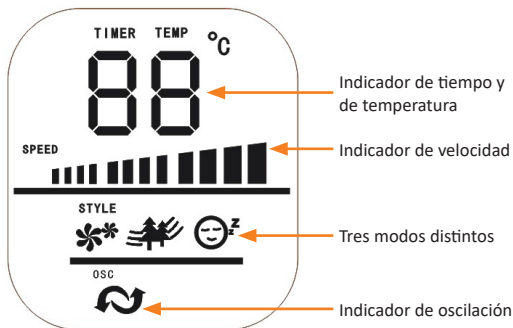 TIMER TEMP
88 °C
Indicador de tiempo y
de temperatura
SPEED
Indicador de velocidad
STYLE
z z
Tres modos distintos
OSC
Indicador de oscilación